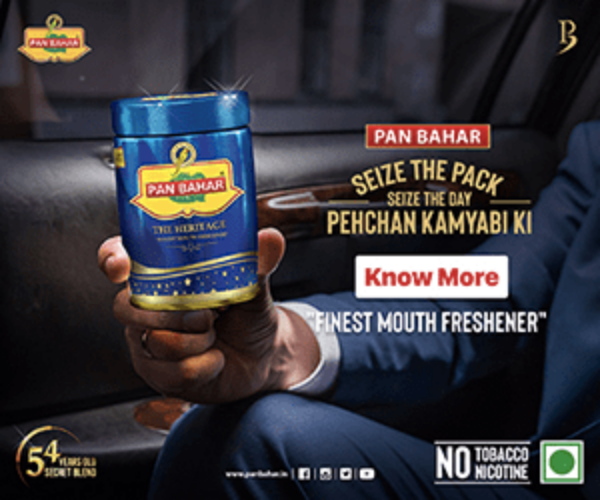 PAN BAHAR
B
PAN BAHAR
PAN BAHAR
THE HERITAGE
SEIZE THE PACK
SEIZE THE DAY
PEHCHAN KAMYABI KI
Know More
"FINEST MOUTH FRESHENER"
54 YEARS OLD
SECRET BLEND
www.panbahar.in
NO TOBACCO
NICOTINE